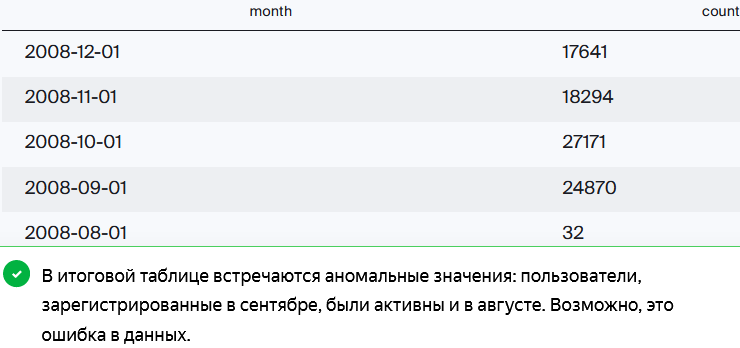 month count
2008-12-01 17641
2008-11-01 18294
2008-10-01 27171
2008-09-01 24870
2008-08-01 32
В итоговой таблице встречаются аномальные значения: пользователи,
зарегистрированные в сентябре, были активны и в августе. Возможно, это
ошибка в данных.